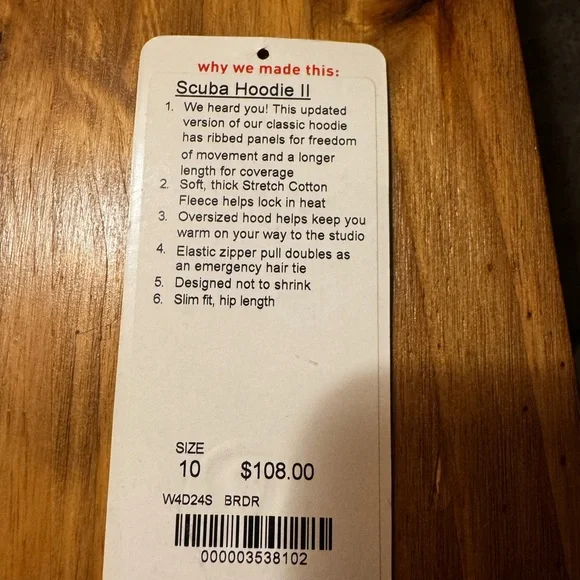 why we made this:
Scuba Hoodie II
1. We heard you! This updated
version of our classic hoodie
has ribbed panels for freedom
of movement and a longer
length for coverage
2. Soft, thick Stretch Cotton
Fleece helps lock in heat
3. Oversized hood helps keep you
warm on your way to the studio
4. Elastic zipper pull doubles as
an emergency hair tie
5. Designed not to shrink
6. Slim fit, hip length
SIZE
10 $108.00
W4D24S BRDR
000003538102